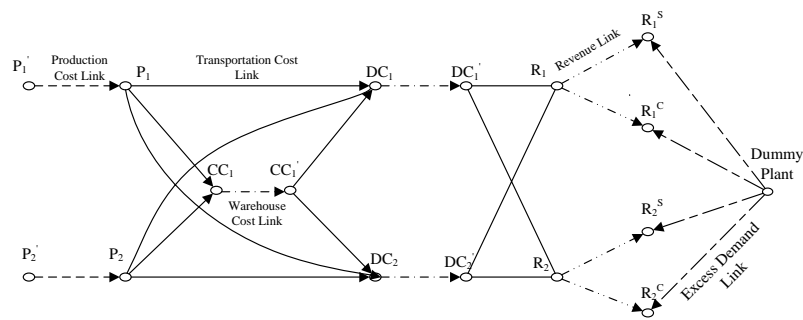 R₁ˢ
Revenue Link
Production
Cost Link
Transportation Cost
Link
P₁'
P₁
DC₁
DC₁'
R₁
R₁ᶜ
Dummy
Plant
CC₁
CC₁'
Warehouse
Cost Link
R₂ˢ
P₂'
P₂
DC₂
DC₂'
R₂
R₂ᶜ
Excess Demand
Link